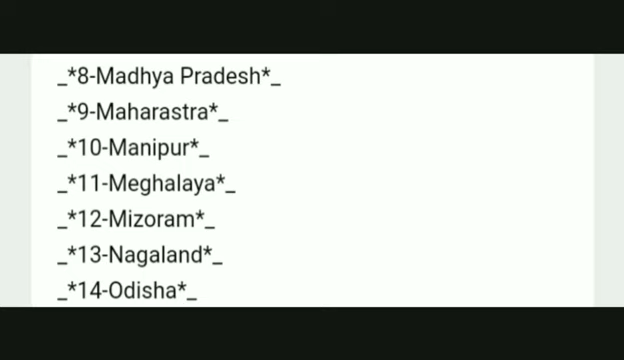 _*8-Madhya Pradesh*_
_*9-Maharastra*_
_*10-Manipur*_
_*11-Meghalaya*_
_*12-Mizoram*_
_*13-Nagaland*_
_*14-Odisha*_